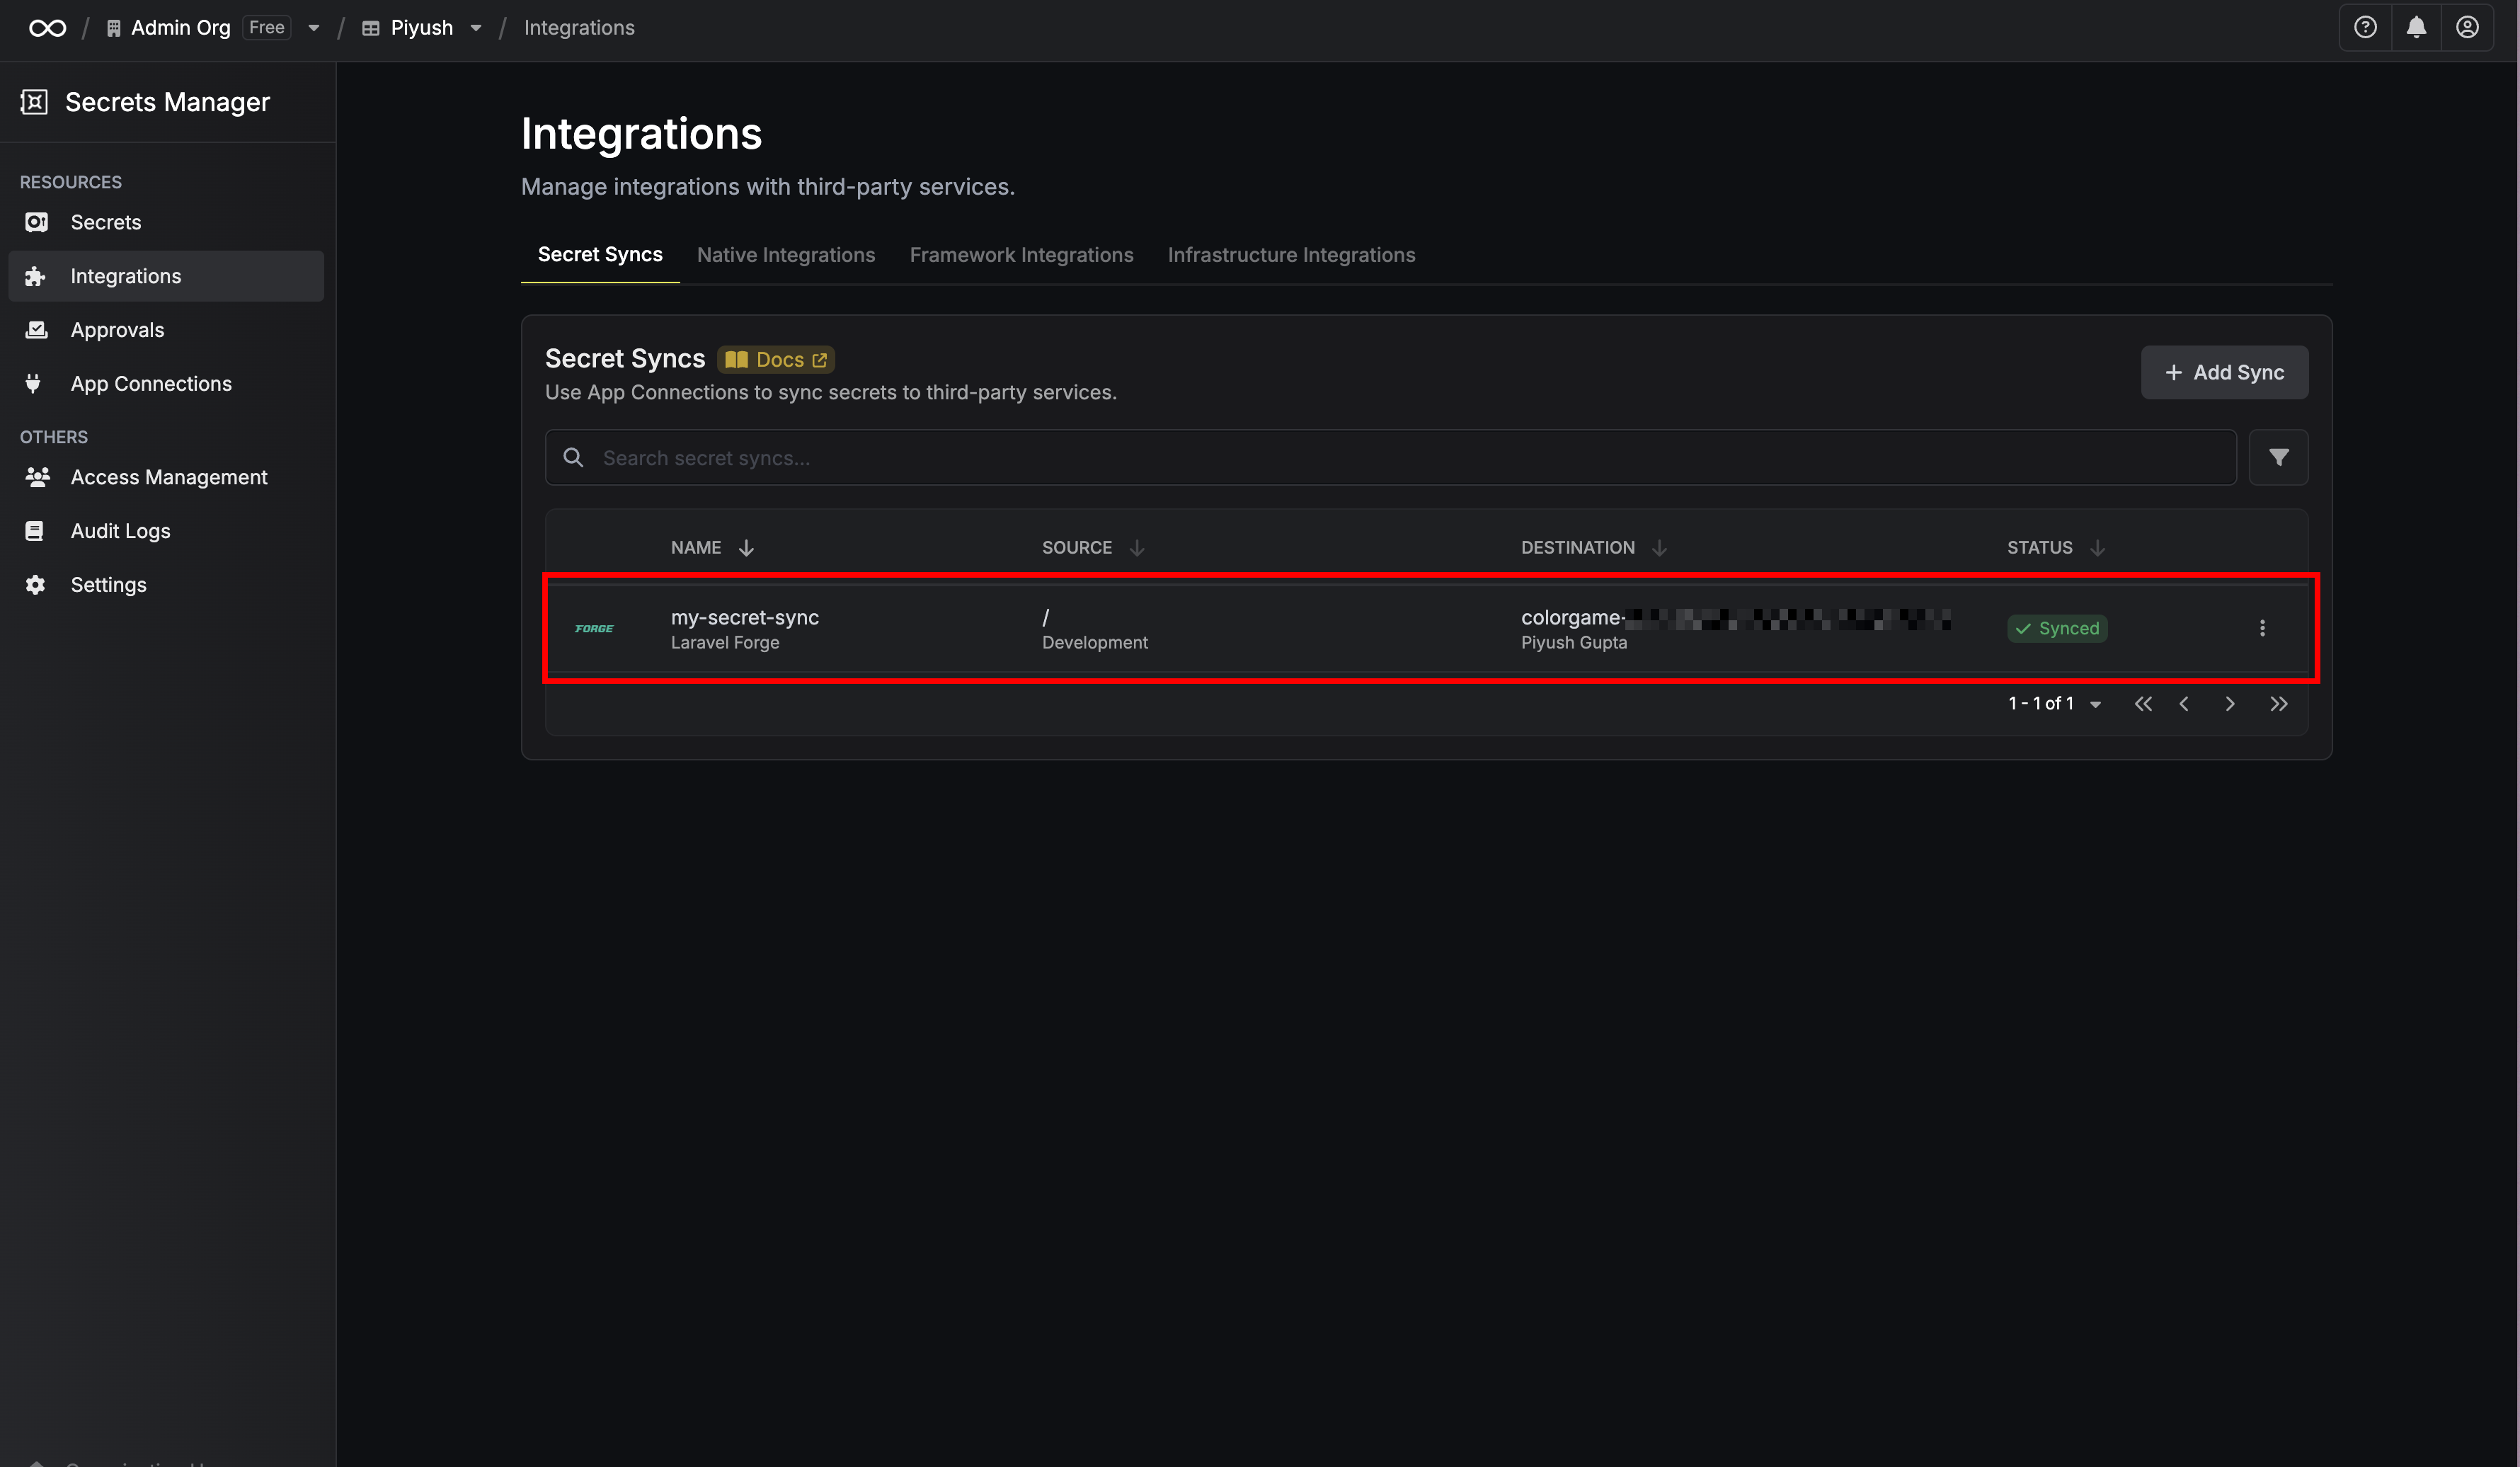 Admin Org Free Piyush Integrations
Secrets Manager
RESOURCES
Secrets
Integrations
Approvals
App Connections
OTHERS
Access Management
Audit Logs
Settings
Integrations
Manage integrations with third-party services.
Secret Syncs Native Integrations Framework Integrations Infrastructure Integrations
Secret Syncs Docs
Use App Connections to sync secrets to third-party services.
+ Add Sync
Search secret syncs...
NAME SOURCE DESTINATION STATUS
FORGE
my-secret-sync
Laravel Forge
/
Development
colorgame-
Piyush Gupta
Synced
1 - 1 of 1